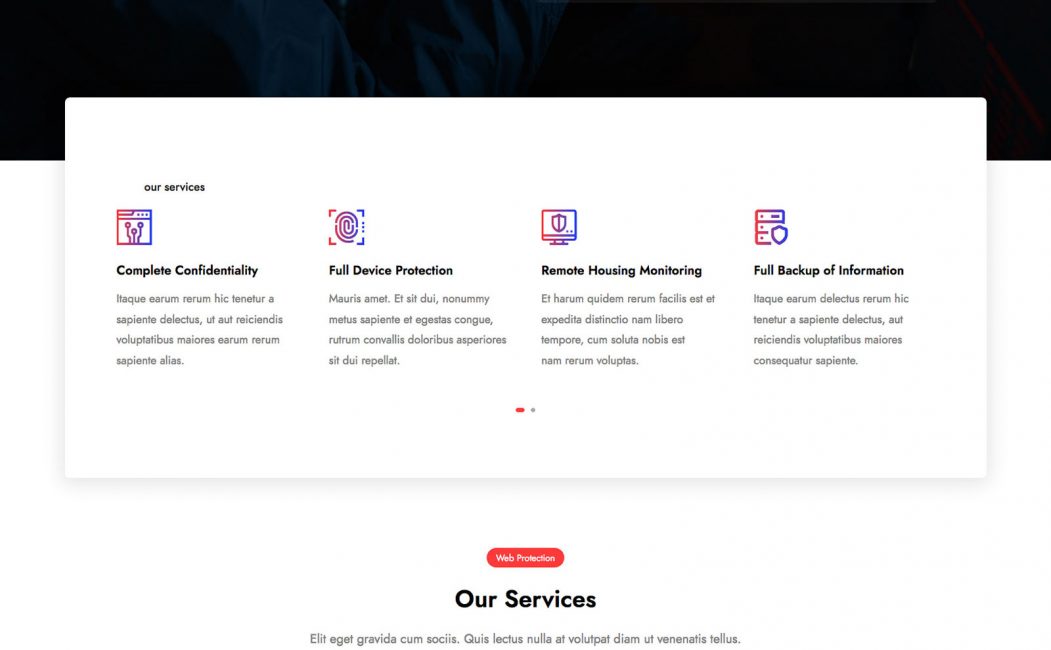 our services
Complete Confidentiality
Itaque earum rerum hic tenetur a
sapiente delectus, ut aut reiciendis
voluptatibus maiores earum rerum
sapiente alias.
Full Device Protection
Mauris amet. Et sit dui, nonummy
metus sapiente et egestas congue,
rutrum convallis doloribus asperiores
sit dui repellat.
Remote Housing Monitoring
Et harum quidem rerum facilis est et
expedita distinctio nam libero
tempore, cum soluta nobis est
nam rerum voluptas.
Full Backup of Information
Itaque earum delectus rerum hic
tenetur a sapiente delectus, aut
reiciendis voluptatibus maiores
consequatur sapiente.
Web Protection
Our Services
Elit eget gravida cum sociis. Quis lectus nulla at volutpat diam ut venenatis tellus.